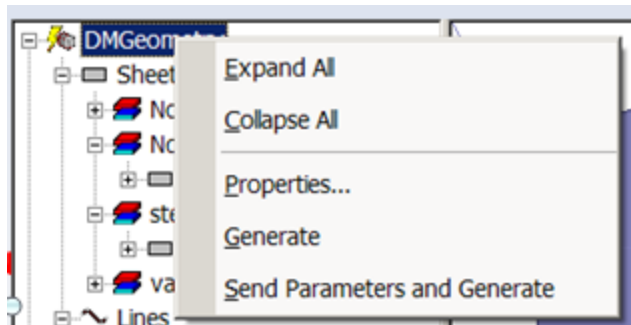 DMGeometry
Sheet
Expand All
Collapse All
Properties...
Generate
Send Parameters and Generate
Lines